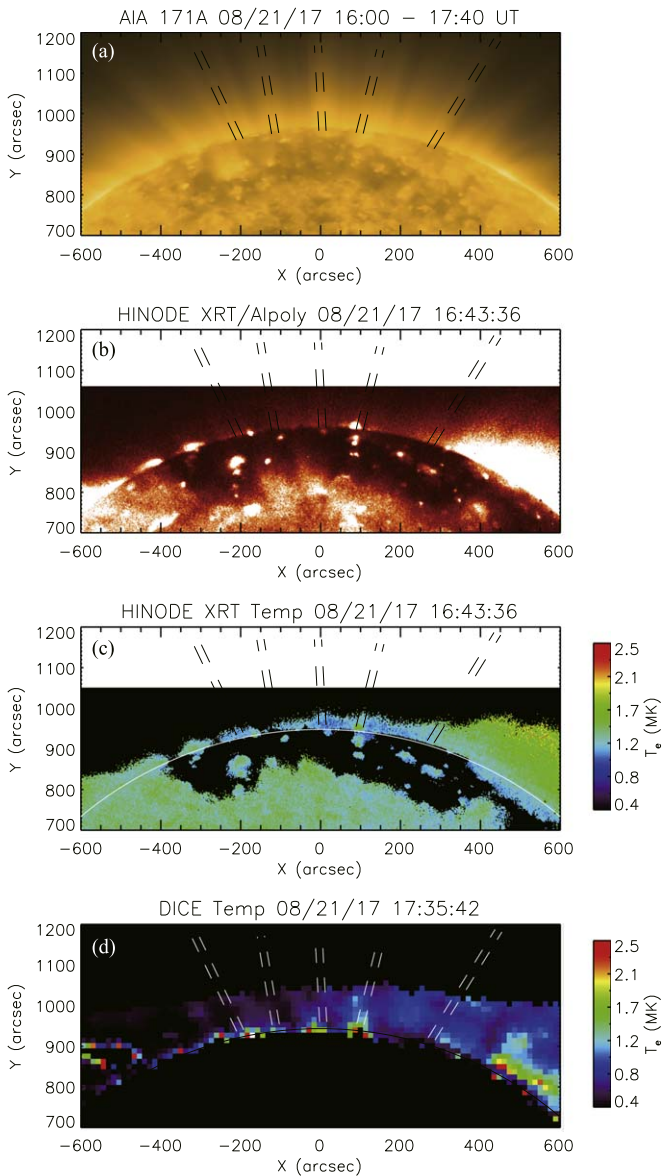 AIA 171A 08/21/17 16:00 – 17:40 UT
(a)
1200
1100
1000
900
800
700
Y (arcsec)
−600 −400 −200 0 200 400 600
X (arcsec)
HINODE XRT/Alpoly 08/21/17 16:43:36
(b)
1200
1100
1000
900
800
700
Y (arcsec)
−600 −400 −200 0 200 400 600
X (arcsec)
HINODE XRT Temp 08/21/17 16:43:36
(c)
1200
1100
1000
900
800
700
Y (arcsec)
−600 −400 −200 0 200 400 600
X (arcsec)
2.5
2.1
1.7
1.2
0.8
0.4
Te (MK)
DICE Temp 08/21/17 17:35:42
(d)
1200
1100
1000
900
800
700
Y (arcsec)
−600 −400 −200 0 200 400 600
X (arcsec)
2.5
2.1
1.7
1.2
0.8
0.4
Te (MK)